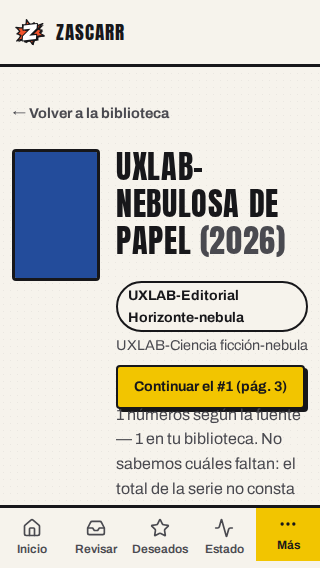 ZASCARR
← Volver a la biblioteca
UXLAB-
NEBULOSA DE
PAPEL (2026)
UXLAB-Editorial
Horizonte-nebula
UXLAB-Ciencia ficción-nebula
Continuar el #1 (pág. 3)
1 números según la fuente
— 1 en tu biblioteca. No
sabemos cuáles faltan: el
total de la serie no consta
Inicio
Revisar
Deseados
Estado
Más